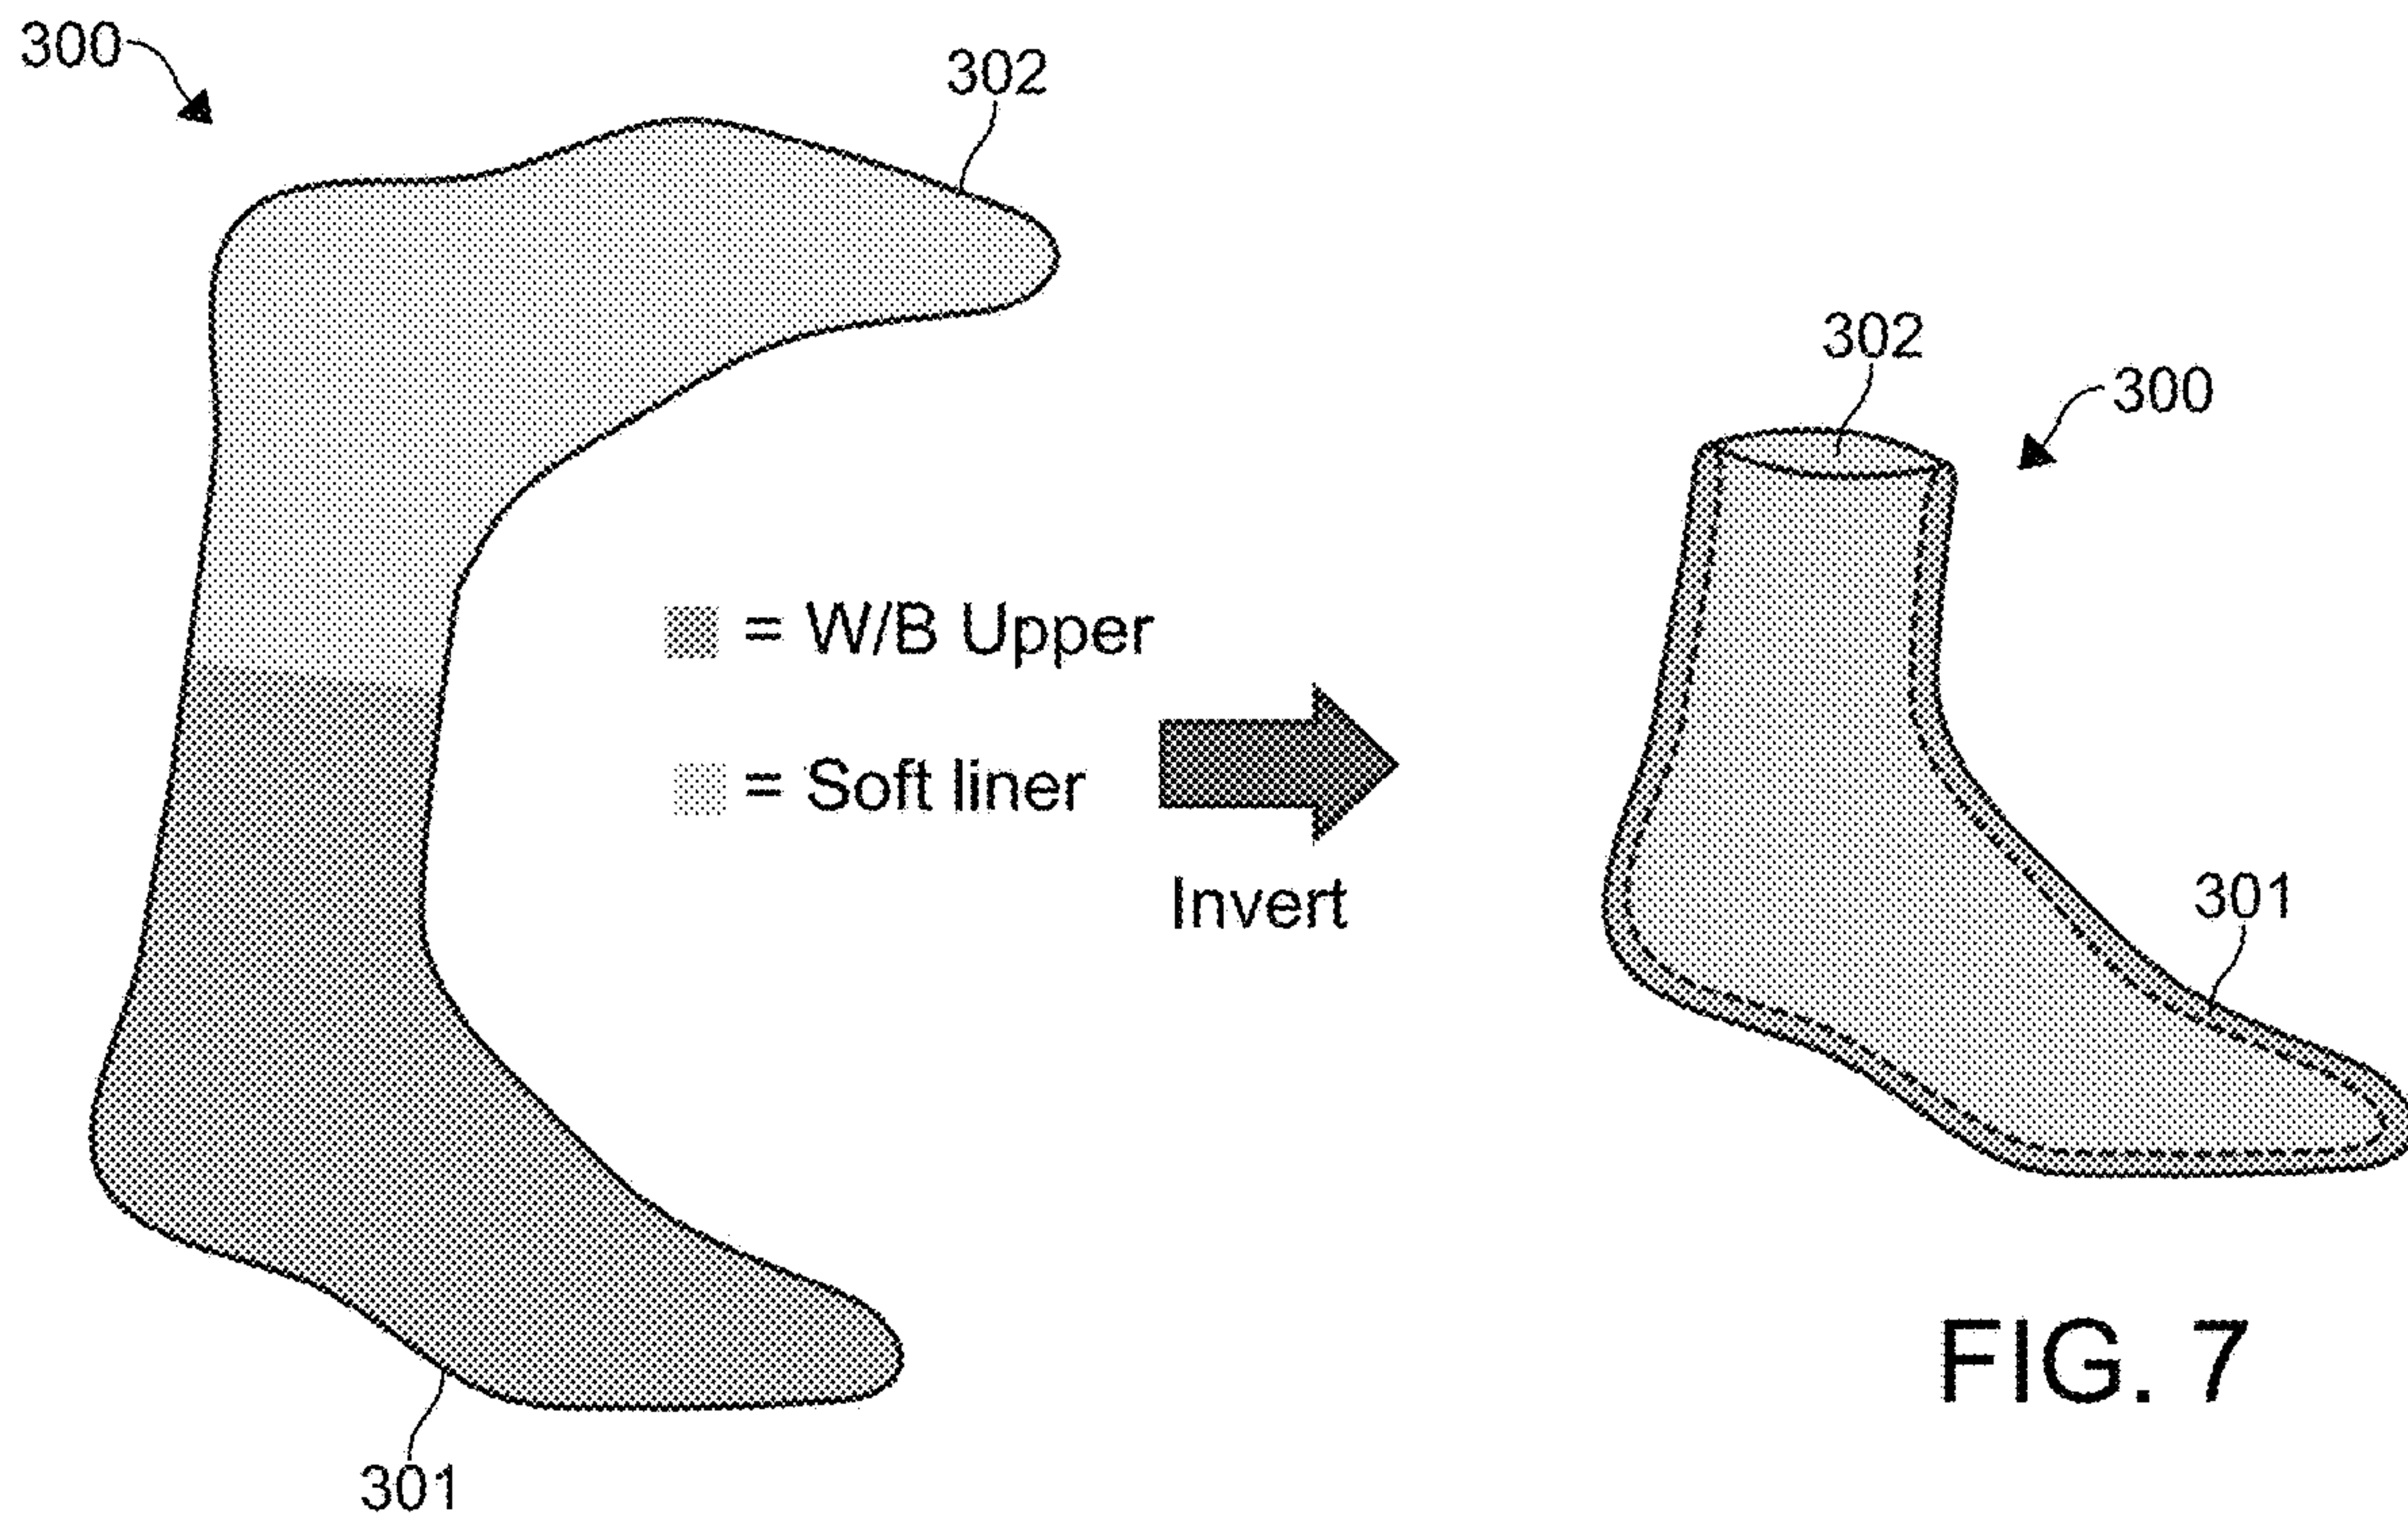 300
302
302
300
= W/B Upper
= Soft liner
Invert
301
FIG. 7
301